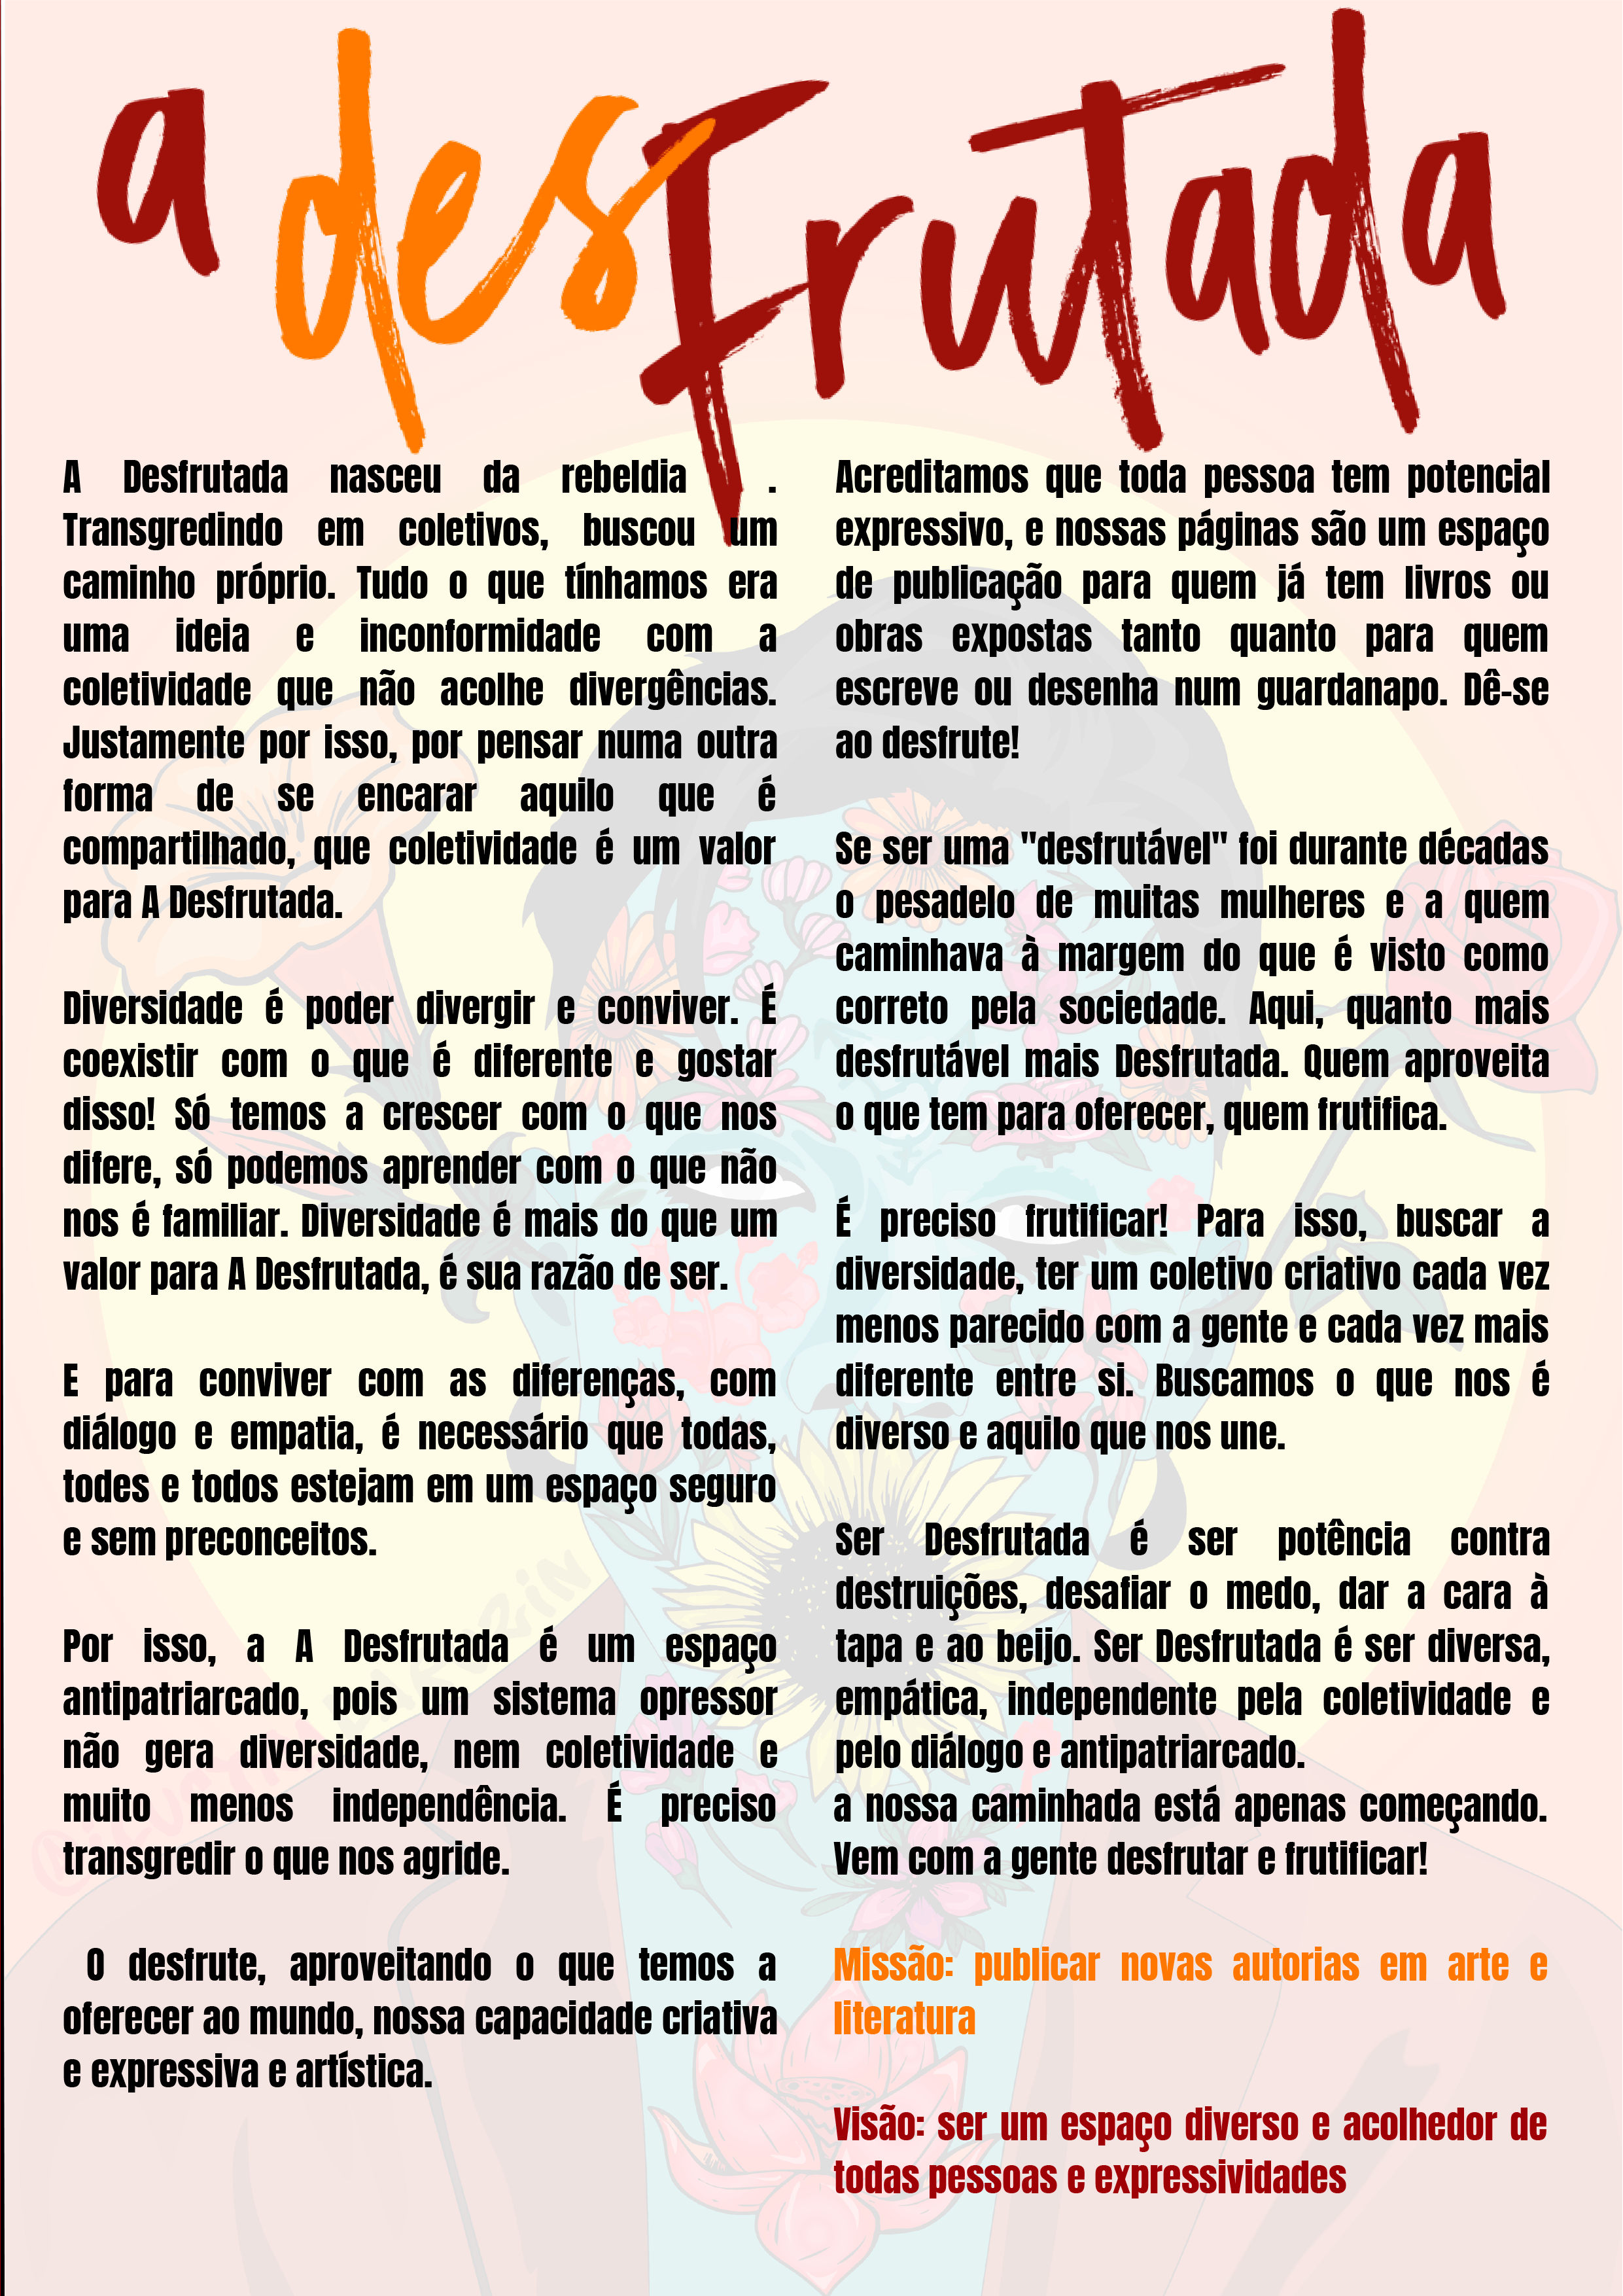 a desfrutada
A Desfrutada nasceu da rebeldia .
Transgredindo em coletivos, buscou um
caminho próprio. Tudo o que tínhamos era
uma ideia e inconformidade com a
coletividade que não acolhe divergências.
Justamente por isso, por pensar numa outra
forma de se encarar aquilo que é
compartilhado, que coletividade é um valor
para A Desfrutada.
Diversidade é poder divergir e conviver. É
coexistir com o que é diferente e gostar
disso! Só temos a crescer com o que nos
difere, só podemos aprender com o que não
nos é familiar. Diversidade é mais do que um
valor para A Desfrutada, é sua razão de ser.
E para conviver com as diferenças, com
diálogo e empatia, é necessário que todas,
todes e todos estejam em um espaço seguro
e sem preconceitos.
Por isso, a A Desfrutada é um espaço
antipatriarcado, pois um sistema opressor
não gera diversidade, nem coletividade e
muito menos independência. É preciso
transgredir o que nos agride.
O desfrute, aproveitando o que temos a
oferecer ao mundo, nossa capacidade criativa
e expressiva e artística.
Acreditamos que toda pessoa tem potencial
expressivo, e nossas páginas são um espaço
de publicação para quem já tem livros ou
obras expostas tanto quanto para quem
escreve ou desenha num guardanapo. Dê-se
ao desfrute!
Se ser uma "desfrutável" foi durante décadas
o pesadelo de muitas mulheres e a quem
caminhava à margem do que é visto como
correto pela sociedade. Aqui, quanto mais
desfrutável mais Desfrutada. Quem aproveita
o que tem para oferecer, quem frutifica.
É preciso frutificar! Para isso, buscar a
diversidade, ter um coletivo criativo cada vez
menos parecido com a gente e cada vez mais
diferente entre si. Buscamos o que nos é
diverso e aquilo que nos une.
Ser Desfrutada é ser potência contra
destruições, desafiar o medo, dar a cara à
tapa e ao beijo. Ser Desfrutada é ser diversa,
empática, independente pela coletividade e
pelo diálogo e antipatriarcado.
a nossa caminhada está apenas começando.
Vem com a gente desfrutar e frutificar!
Missão: publicar novas autorias em arte e
literatura
Visão: ser um espaço diverso e acolhedor de
todas pessoas e expressividades